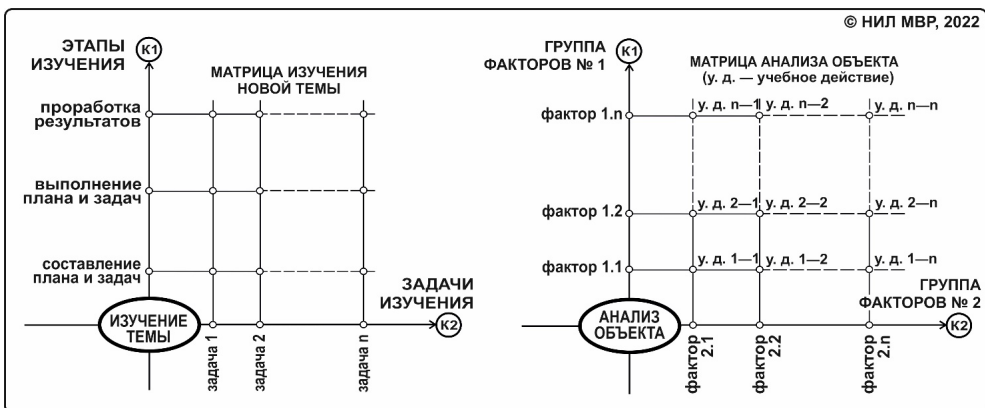 © НИЛ МВР, 2022
ЭТАПЫ
ИЗУЧЕНИЯ
К1
МАТРИЦА ИЗУЧЕНИЯ
НОВОЙ ТЕМЫ
проработка
результатов
выполнение
плана и задач
составление
плана и задач
ЗАДАЧИ
ИЗУЧЕНИЯ
К2
ИЗУЧЕНИЕ
ТЕМЫ
задача 1
задача 2
задача n
ГРУППА
ФАКТОРОВ № 1
К1
МАТРИЦА АНАЛИЗА ОБЪЕКТА
(у. д. — учебное действие)
фактор 1.n
у. д. n—1
у. д. n—2
у. д. n—n
фактор 1.2
у. д. 2—1
у. д. 2—2
у. д. 2—n
фактор 1.1
у. д. 1—1
у. д. 1—2
у. д. 1—n
ГРУППА
ФАКТОРОВ № 2
К2
АНАЛИЗ
ОБЪЕКТА
фактор
2.1
фактор
2.2
фактор
2.n